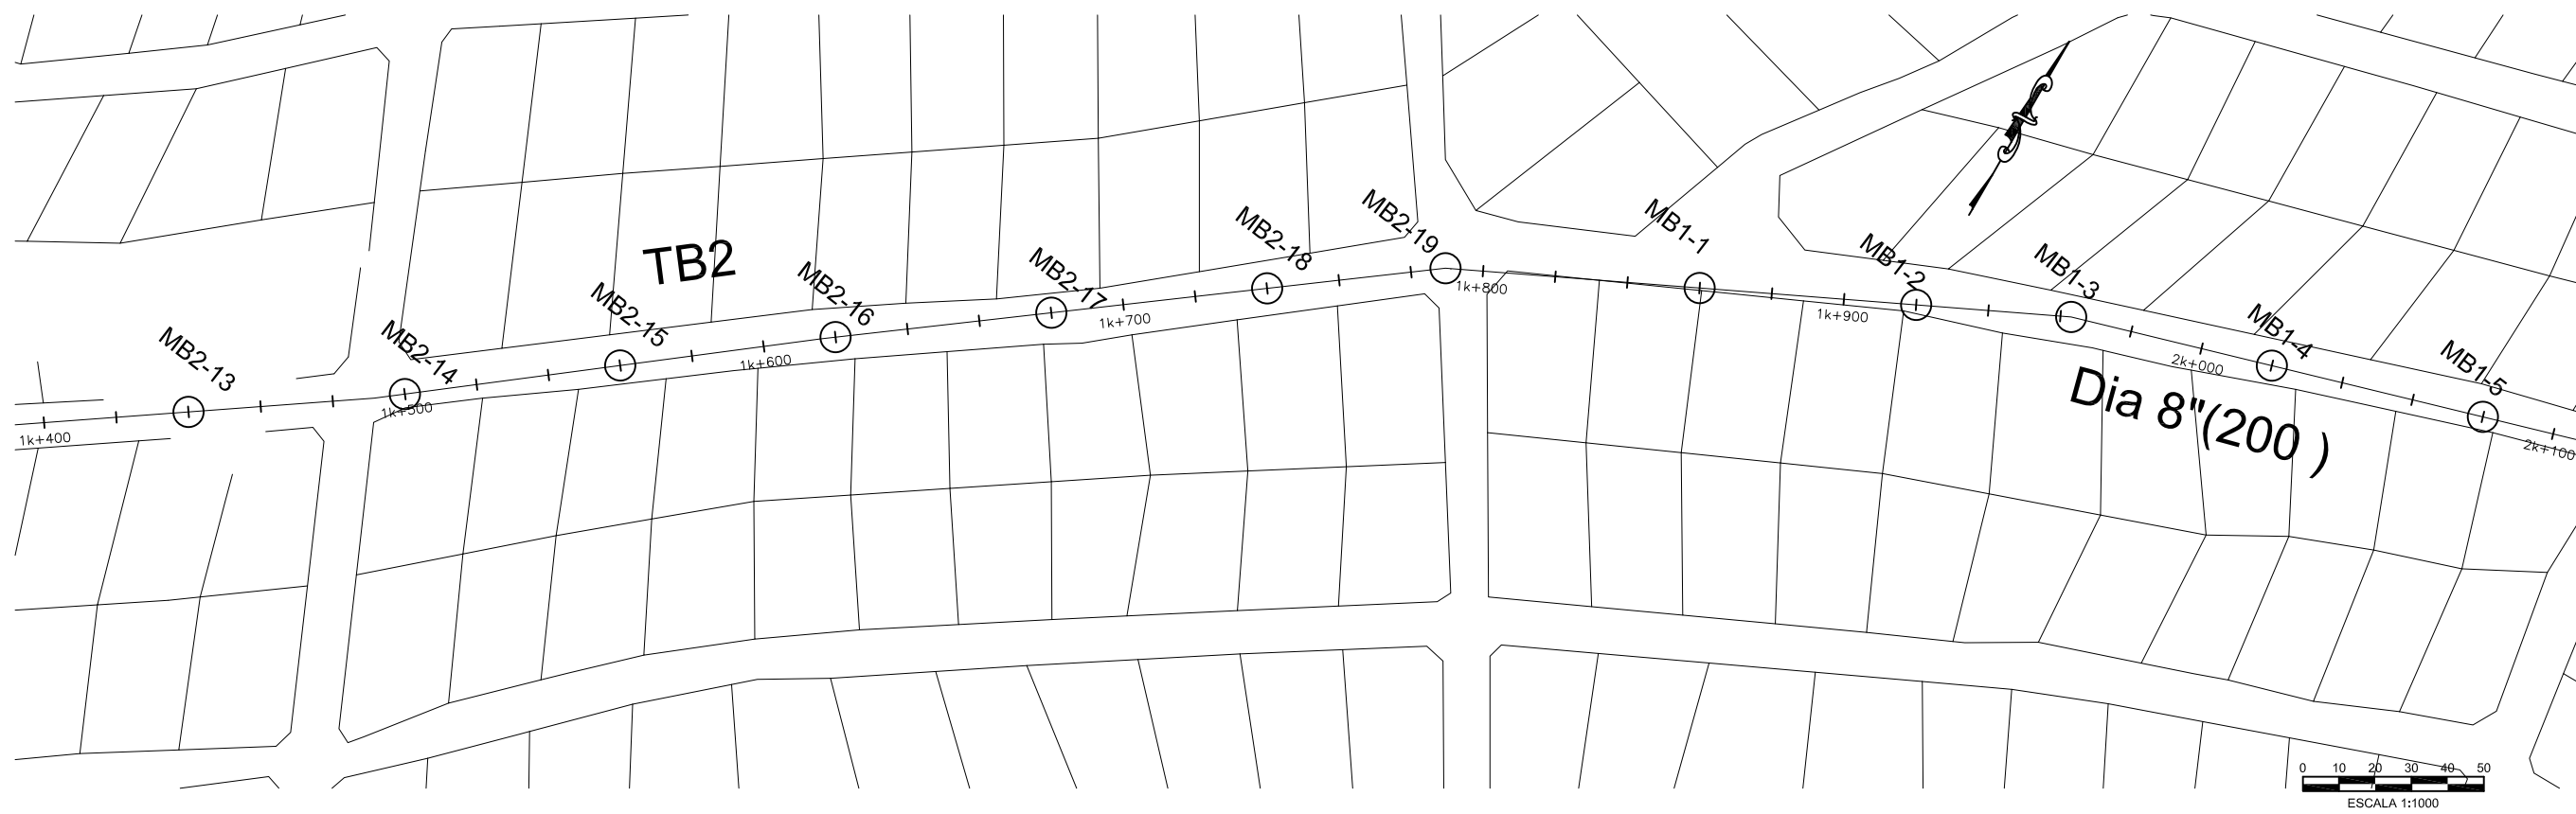 MB2-13
MB2-14
MB2-15
TB2
MB2-16
MB2-17
MB2-18
MB2-19
MB1-1
MB1-2
MB1-3
MB1-4
MB1-5
1k+400
1k+500
1k+600
1k+700
1k+800
1k+900
2k+000
2k+100
Dia 8"(200 )
0 10 20 30 40 50
ESCALA 1:1000